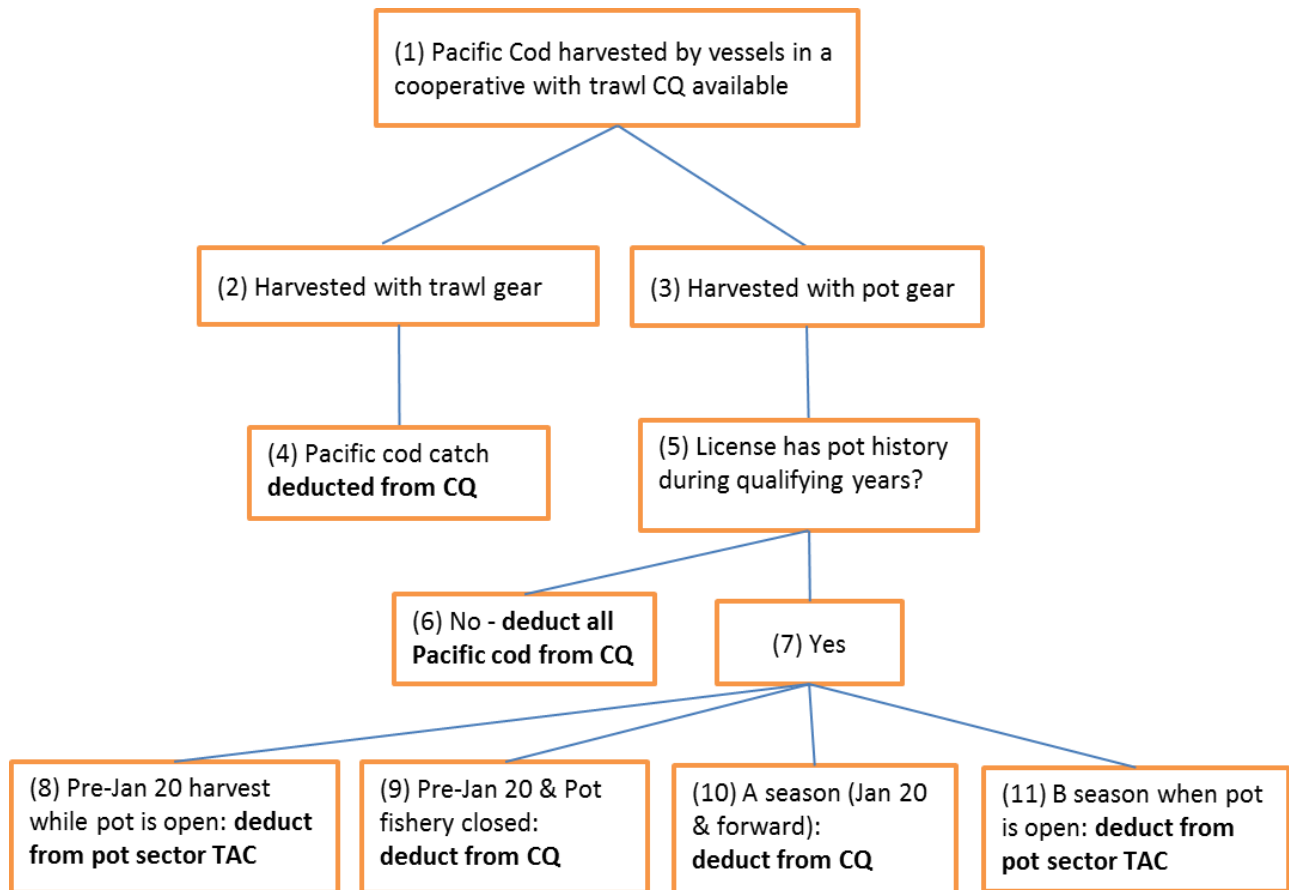 (1) Pacific Cod harvested by vessels in a
cooperative with trawl CQ available
(2) Harvested with trawl gear
(3) Harvested with pot gear
(4) Pacific cod catch
deducted from CQ
(5) License has pot history
during qualifying years?
(6) No - deduct all
Pacific cod from CQ
(7) Yes
(8) Pre-Jan 20 harvest
while pot is open: deduct
from pot sector TAC
(9) Pre-Jan 20 & Pot
fishery closed:
deduct from CQ
(10) A season (Jan 20
& forward):
deduct from CQ
(11) B season when pot
is open: deduct from
pot sector TAC